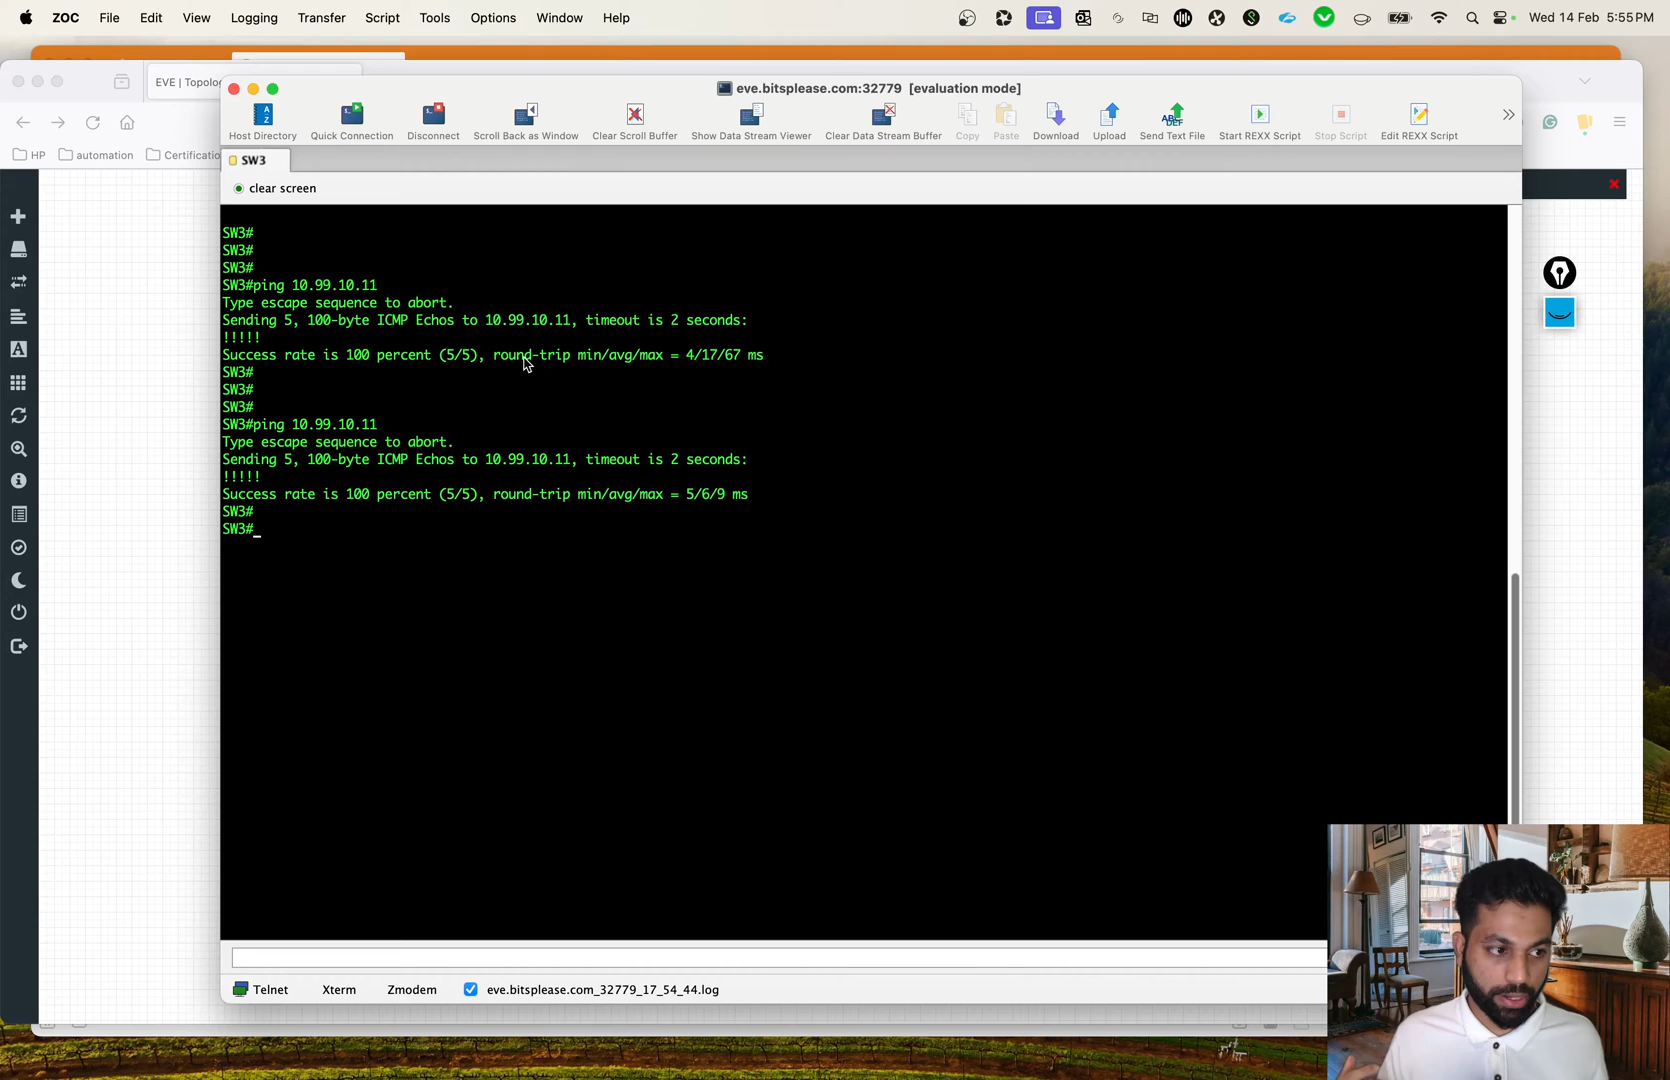 ZOC File Edit View Logging Transfer Script Tools Options Window Help Wed 14 Feb 5:55 PM
EVE | Topolog
eve.bitsplease.com:32779 [evaluation mode]
Host Directory Quick Connection Disconnect Scroll Back as Window Clear Scroll Buffer Show Data Stream Viewer Clear Data Stream Buffer Copy Paste Download Upload Send Text File Start REXX Script Stop Script Edit REXX Script
HP automation Certificatio
SW3
clear screen
SW3#
SW3#
SW3#
SW3#ping 10.99.10.11
Type escape sequence to abort.
Sending 5, 100-byte ICMP Echos to 10.99.10.11, timeout is 2 seconds:
!!!!!
Success rate is 100 percent (5/5), round-trip min/avg/max = 4/17/67 ms
SW3#
SW3#
SW3#
SW3#ping 10.99.10.11
Type escape sequence to abort.
Sending 5, 100-byte ICMP Echos to 10.99.10.11, timeout is 2 seconds:
!!!!!
Success rate is 100 percent (5/5), round-trip min/avg/max = 5/6/9 ms
SW3#
SW3#_
Telnet Xterm Zmodem eve.bitsplease.com_32779_17_54_44.log